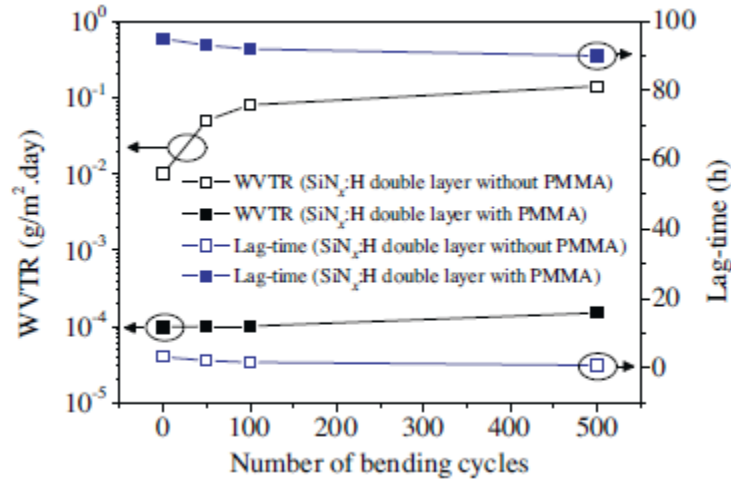 10⁰
10⁻¹
10⁻²
10⁻³
10⁻⁴
10⁻⁵
WVTR (g/m².day)
WVTR (SiNₓ:H double layer without PMMA)
WVTR (SiNₓ:H double layer with PMMA)
Lag-time (SiNₓ:H double layer without PMMA)
Lag-time (SiNₓ:H double layer with PMMA)
100
80
60
40
20
0
Lag-time (h)
0 100 200 300 400 500
Number of bending cycles